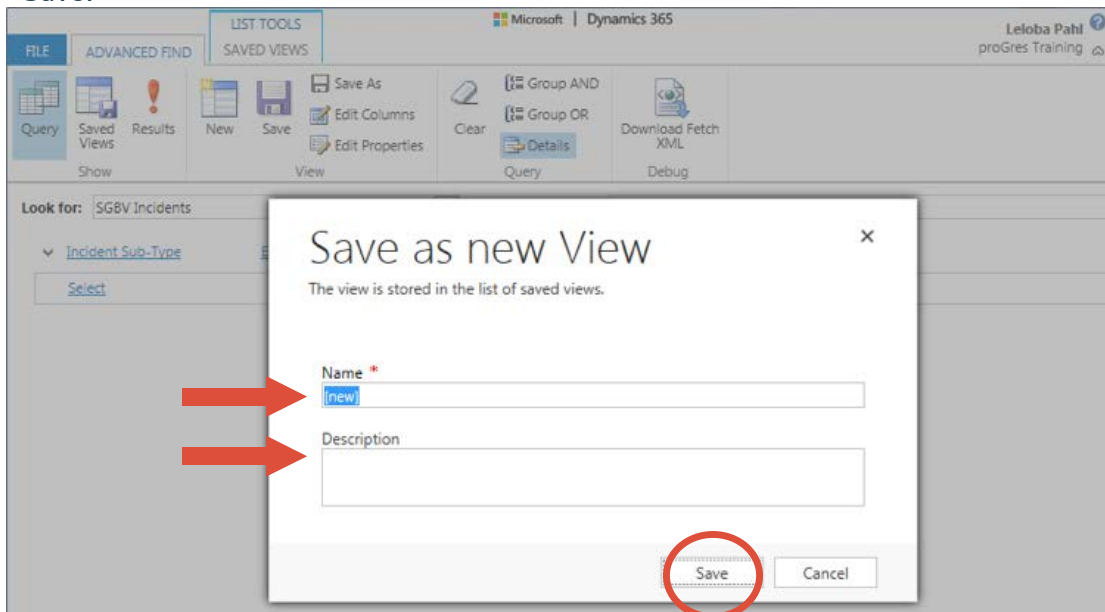 Save.
LIST TOOLS
Microsoft | Dynamics 365
Leloba Pahl
FILE ADVANCED FIND SAVED VIEWS
proGres Training
Save As
Edit Columns
Edit Properties
Group AND
Group OR
Details
Query Saved Views Results New Save Clear Download Fetch XML
Show View Query Debug
Look for: SGBV Incidents
Incident Sub-Type
Select
Save as new View
The view is stored in the list of saved views.
Name *
[new]
Description
Save Cancel